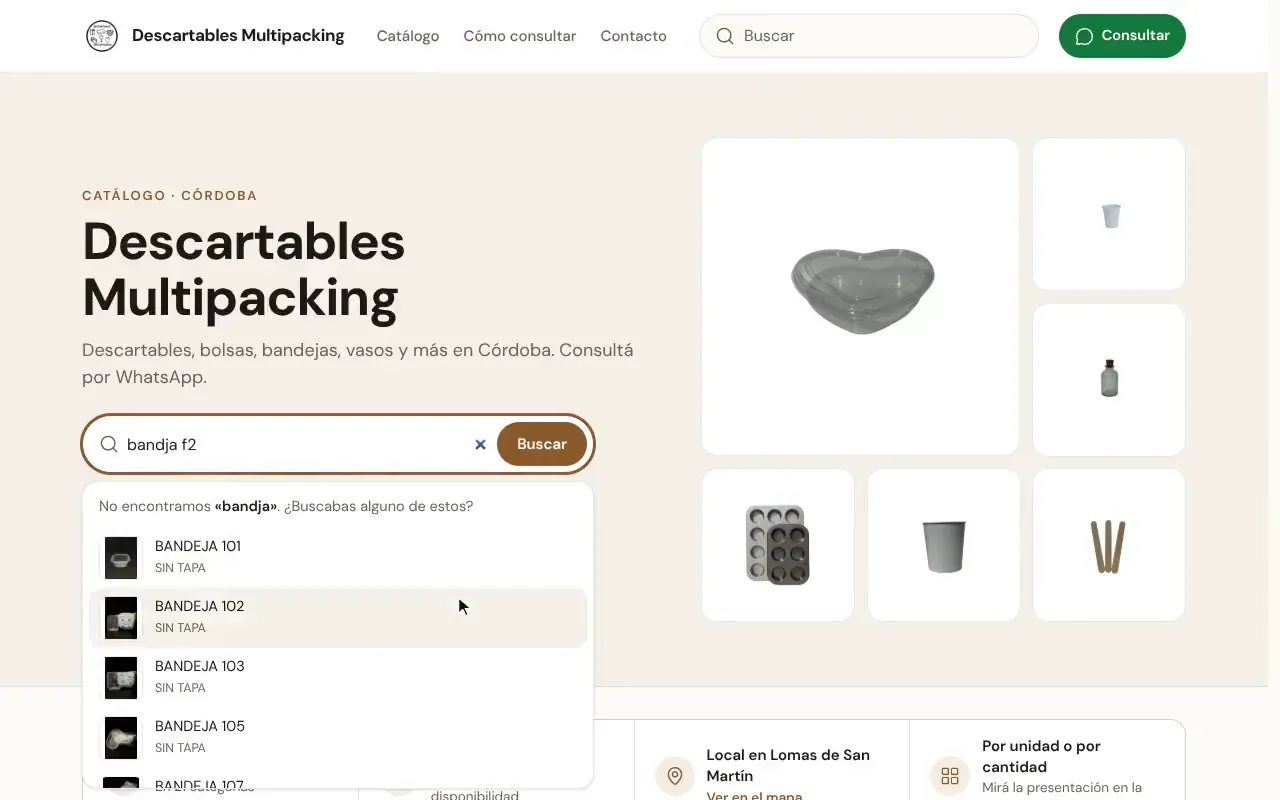 Descartables Multipacking
Catálogo
Cómo consultar
Contacto
Buscar
Consultar
CATÁLOGO · CÓRDOBA
Descartables
Multipacking
Descartables, bolsas, bandejas, vasos y más en Córdoba. Consultá
por WhatsApp.
bandja f2
Buscar
No encontramos «bandja». ¿Buscabas alguno de estos?
BANDEJA 101
SIN TAPA
BANDEJA 102
SIN TAPA
BANDEJA 103
SIN TAPA
BANDEJA 105
SIN TAPA
BANDEJA 107
disponibilidad
Local en Lomas de San
Martín
Ver en el mapa
Por unidad o por
cantidad
Mirá la presentación en la